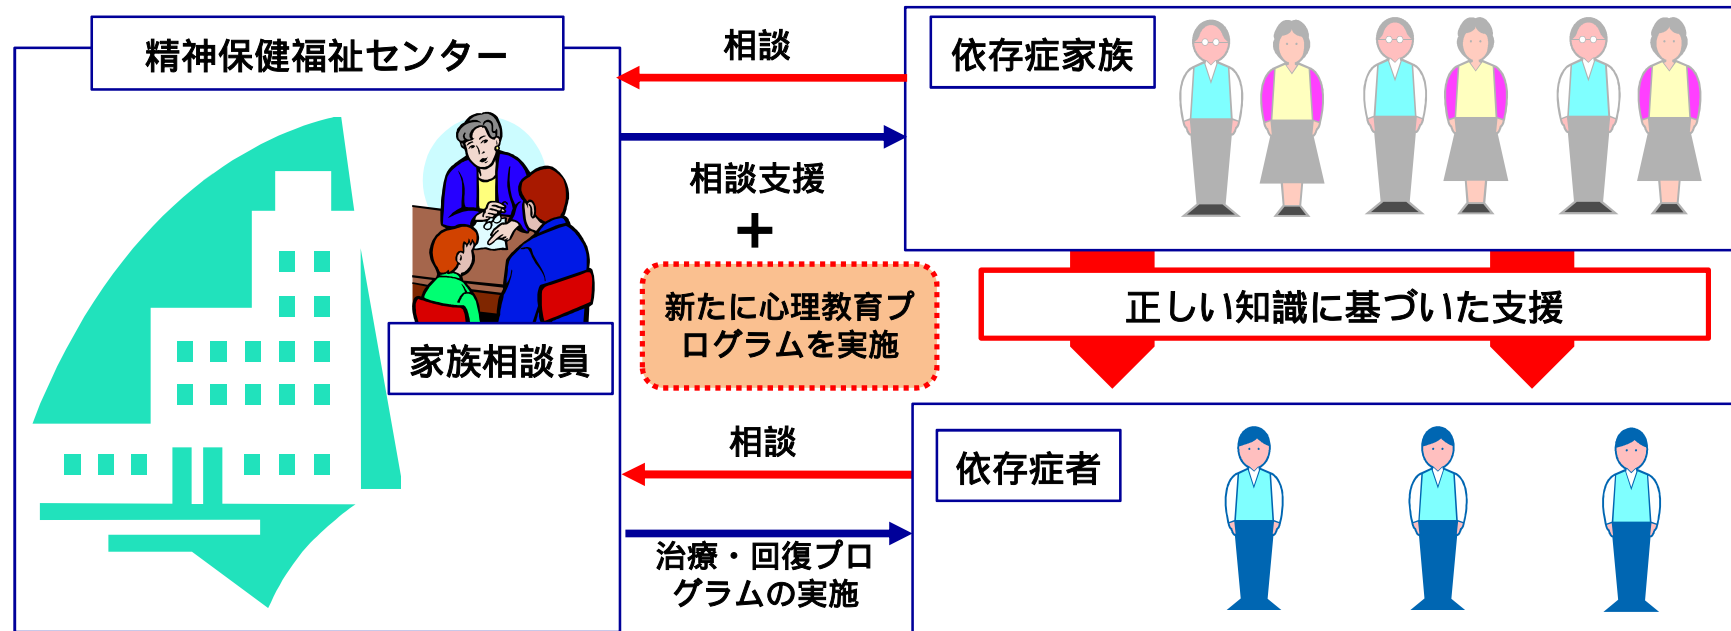 精神保健福祉センター
家族相談員
相談
相談支援
＋
新たに心理教育プ
ログラムを実施
依存症家族
正しい知識に基づいた支援
相談
治療・回復プロ
グラムの実施
依存症者